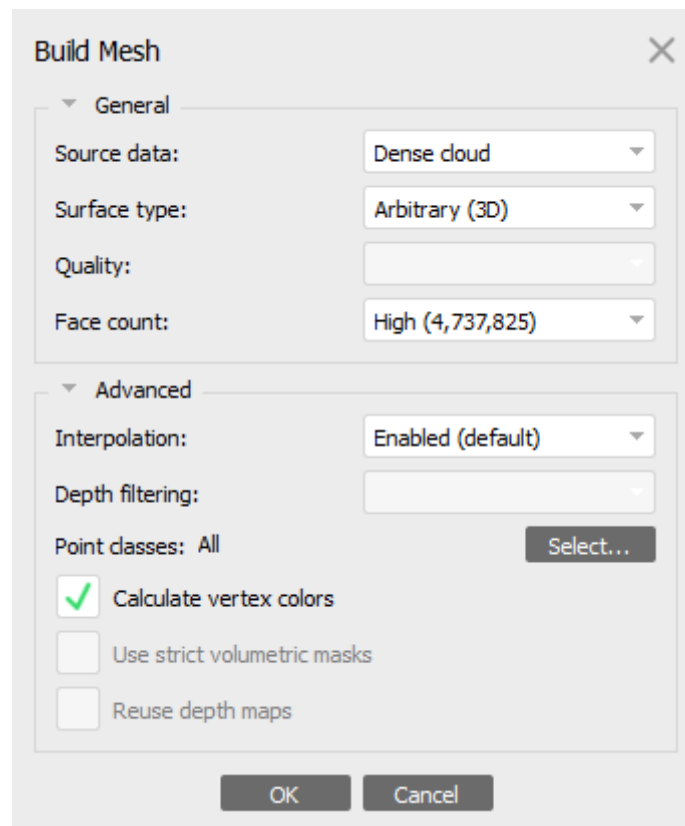 Build Mesh
General
Source data: Dense cloud
Surface type: Arbitrary (3D)
Quality:
Face count: High (4,737,825)
Advanced
Interpolation: Enabled (default)
Depth filtering:
Point classes: All Select...
Calculate vertex colors
Use strict volumetric masks
Reuse depth maps
OK Cancel